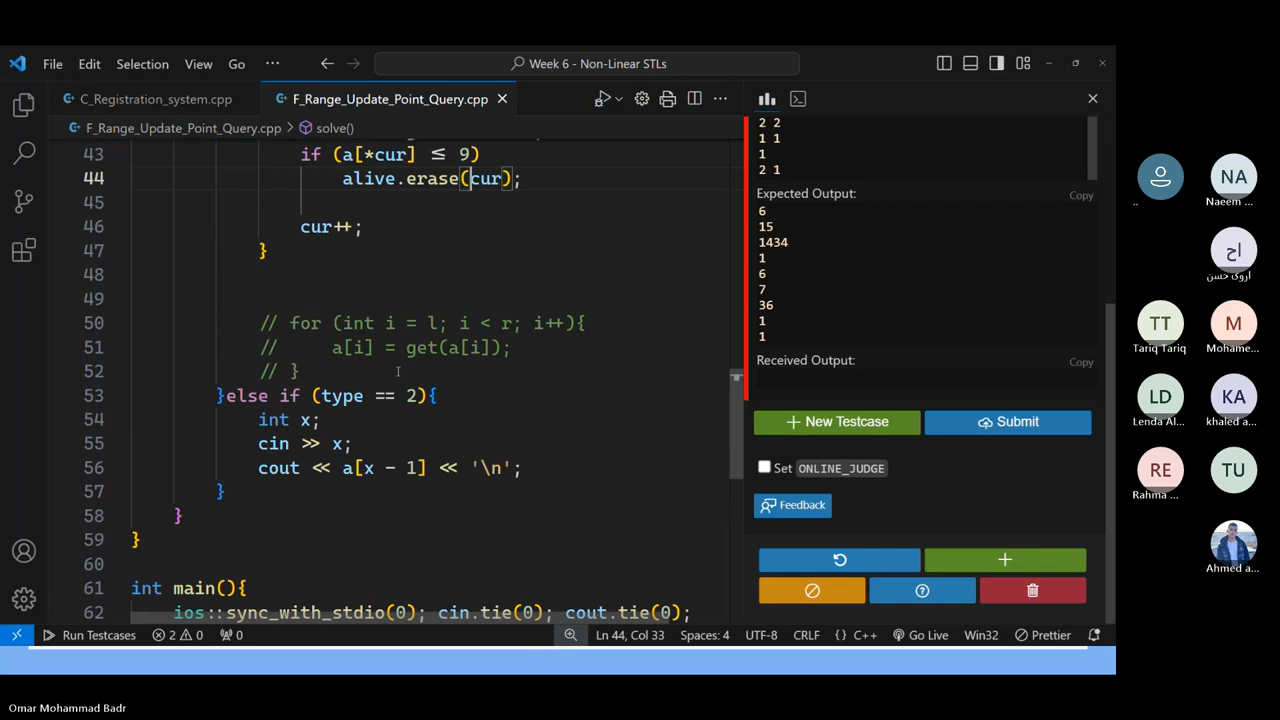 File Edit Selection View Go ···
Week 6 - Non-Linear STLs
C_Registration_system.cpp
F_Range_Update_Point_Query.cpp
F_Range_Update_Point_Query.cpp > solve()
43 if (a[*cur] ≤ 9)
44 alive.erase(cur);
45
46 cur++;
47 }
48
49
50 // for (int i = l; i < r; i++){
51 // a[i] = get(a[i]);
52 // }
53 }else if (type == 2){
54 int x;
55 cin >> x;
56 cout << a[x - 1] << '\n';
57 }
58 }
59 }
60
61 int main(){
62 ios::sync_with_stdio(0); cin.tie(0); cout.tie(0);
2 2
1 1
1
2 1
Expected Output:
Copy
6
15
1434
1
6
7
36
1
1
Received Output:
Copy
New Testcase
Submit
Set ONLINE_JUDGE
Feedback
Run Testcases
2
0
0
Ln 44, Col 33
Spaces: 4
UTF-8
CRLF
{} C++
Go Live
Win32
Prettier
..
NA
Naeem ...
اح
اروى حسن
TT
Tariq Tariq
M
Mohame...
LD
Lenda Al...
KA
khaled a...
RE
Rahma ...
TU
Ahmed a...
Omar Mohammad Badr